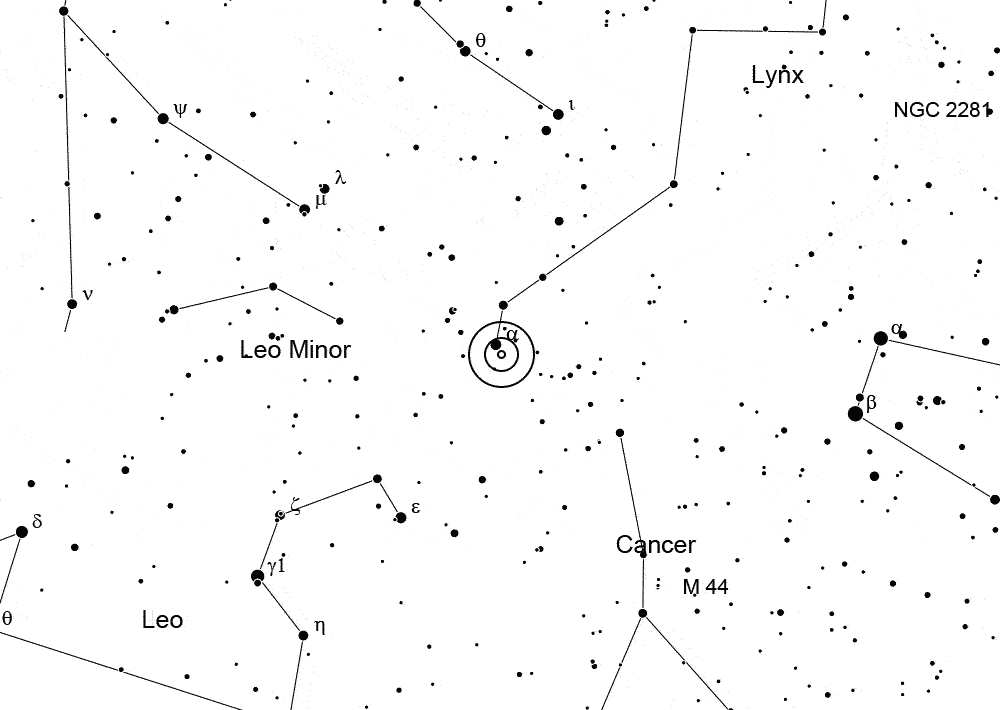 θ
Lynx
NGC 2281
ψ
ι
λ
μ
ν
α
α
Leo Minor
β
ζ
ε
δ
Cancer
γ1
M 44
θ
Leo
η